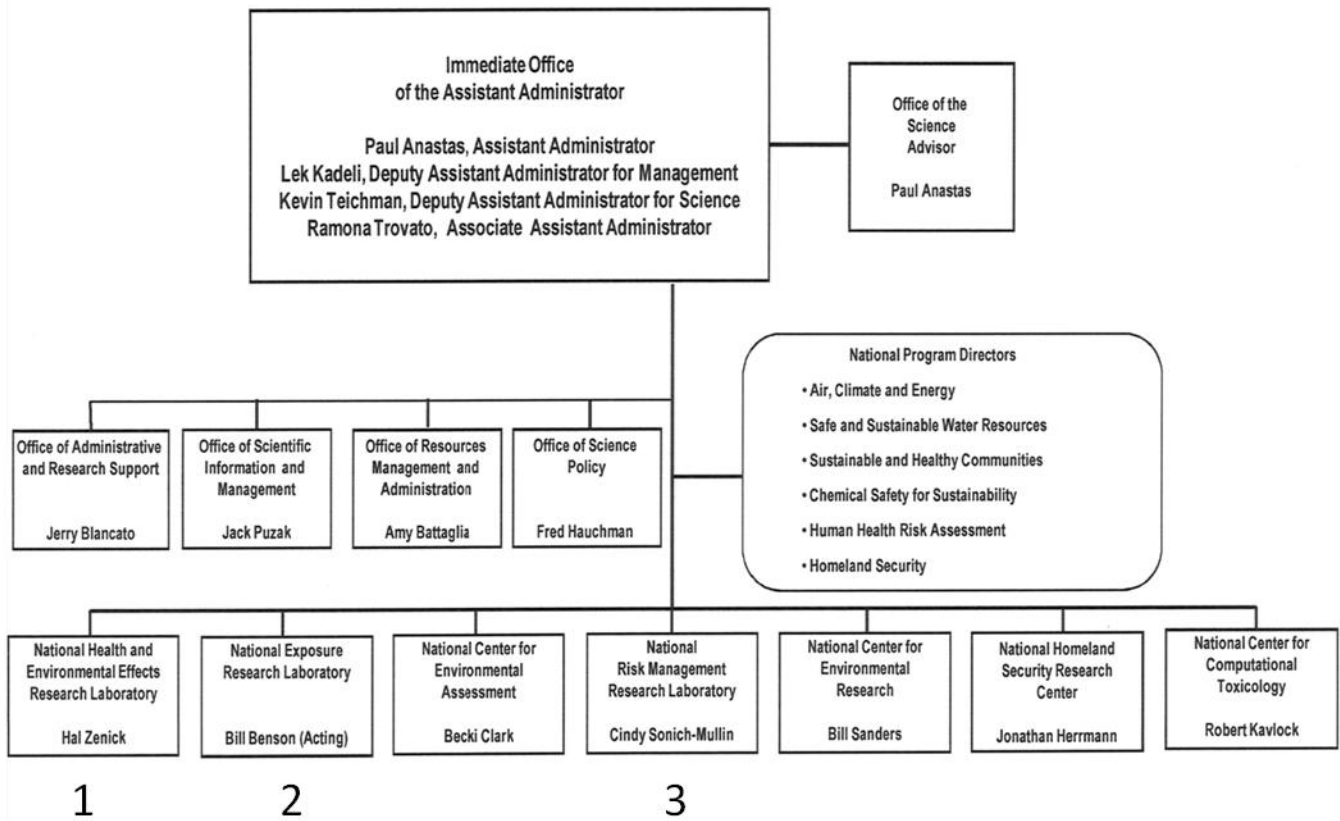 Immediate Office
of the Assistant Administrator
Paul Anastas, Assistant Administrator
Lek Kadeli, Deputy Assistant Administrator for Management
Kevin Teichman, Deputy Assistant Administrator for Science
Ramona Trovato, Associate Assistant Administrator
Office of the
Science
Advisor
Paul Anastas
National Program Directors
• Air, Climate and Energy
• Safe and Sustainable Water Resources
• Sustainable and Healthy Communities
• Chemical Safety for Sustainability
• Human Health Risk Assessment
• Homeland Security
Office of Administrative
and Research Support
Jerry Blancato
Office of Scientific
Information and
Management
Jack Puzak
Office of Resources
Management and
Administration
Amy Battaglia
Office of Science
Policy
Fred Hauchman
National Health and
Environmental Effects
Research Laboratory
Hal Zenick
National Exposure
Research Laboratory
Bill Benson (Acting)
National Center for
Environmental
Assessment
Becki Clark
National
Risk Management
Research Laboratory
Cindy Sonich-Mullin
National Center for
Environmental
Research
Bill Sanders
National Homeland
Security Research
Center
Jonathan Herrmann
National Center for
Computational
Toxicology
Robert Kavlock
1
2
3